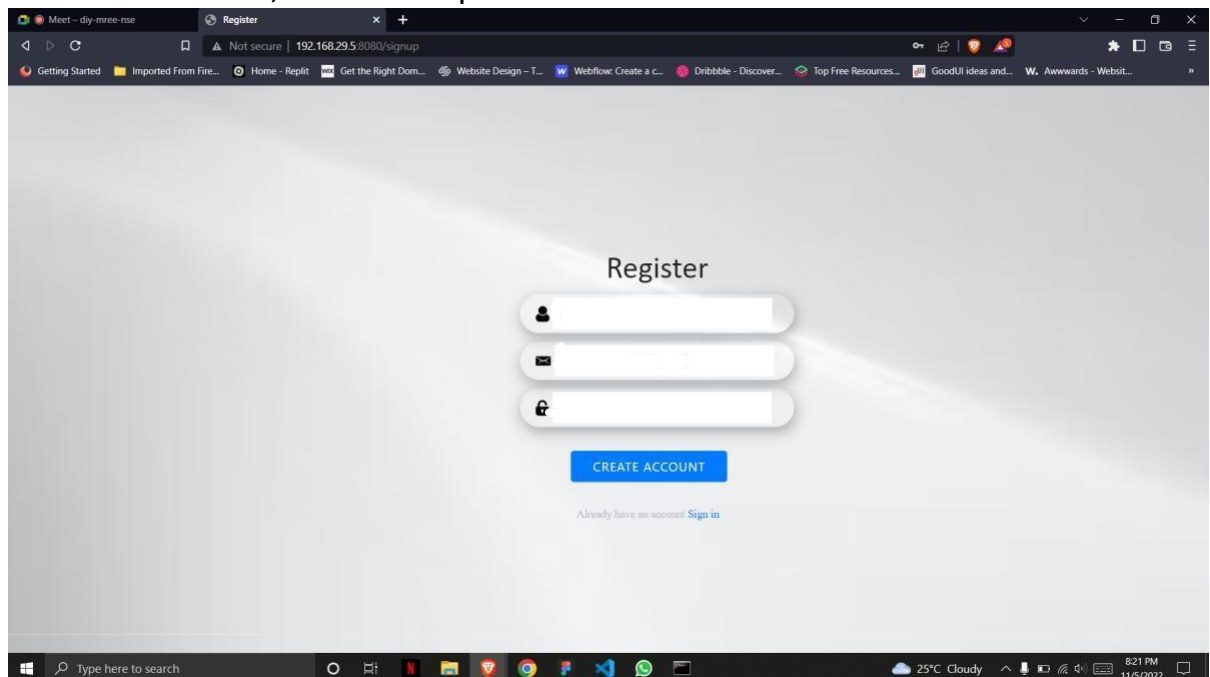 Meet – diy-mree-nse
Register
Not secure | 192.168.29.5:8080/signup
Getting Started Imported From Fire... Home - Replit Get the Right Dom... Website Design – T... Webflow: Create a c... Dribbble - Discover... Top Free Resources... GoodUI ideas and... W. Awwwards - Websit... »
Register
CREATE ACCOUNT
Already have an account Sign in
Type here to search
25°C Cloudy
8:21 PM
11/5/2022